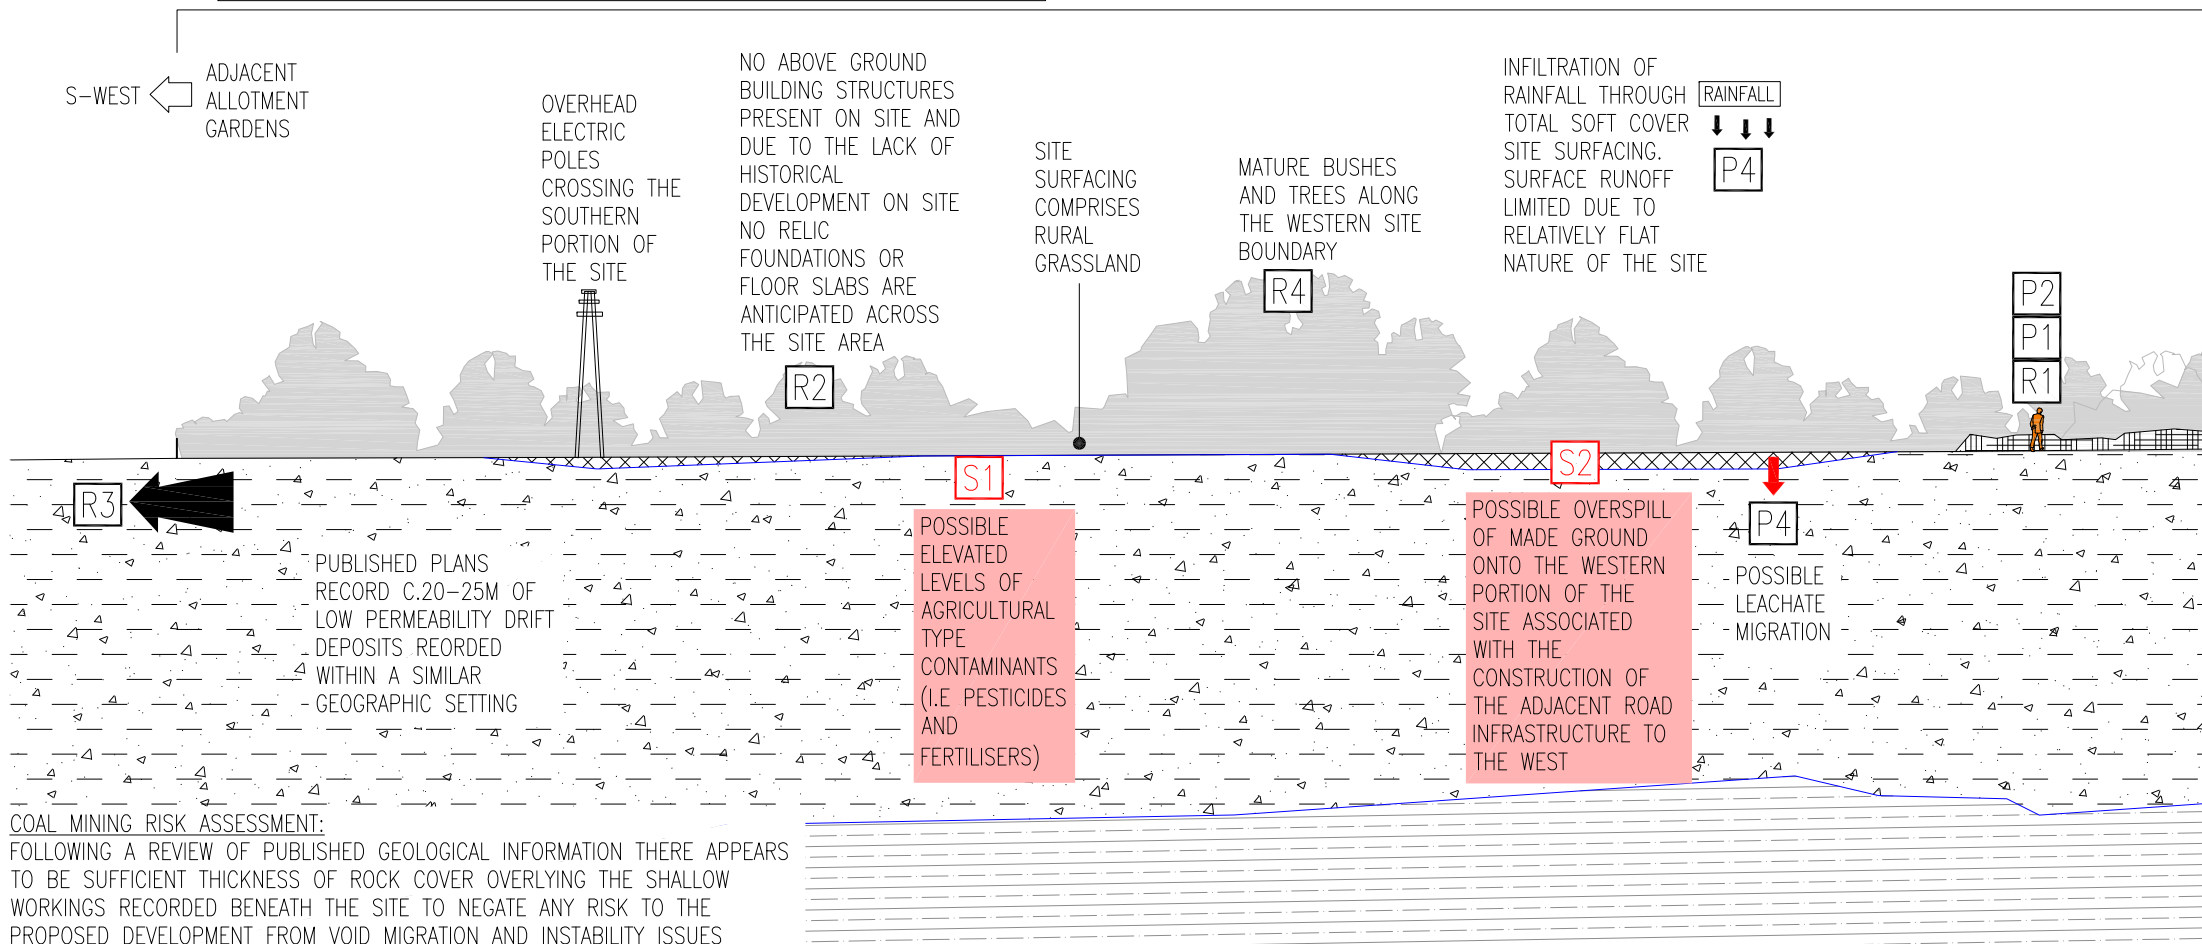 S-WEST
ADJACENT
ALLOTMENT
GARDENS
OVERHEAD
ELECTRIC
POLES
CROSSING THE
SOUTHERN
PORTION OF
THE SITE
NO ABOVE GROUND
BUILDING STRUCTURES
PRESENT ON SITE AND
DUE TO THE LACK OF
HISTORICAL
DEVELOPMENT ON SITE
NO RELIC
FOUNDATIONS OR
FLOOR SLABS ARE
ANTICIPATED ACROSS
THE SITE AREA
R2
SITE
SURFACING
COMPRISES
RURAL
GRASSLAND
MATURE BUSHES
AND TREES ALONG
THE WESTERN SITE
BOUNDARY
R4
INFILTRATION OF
RAINFALL THROUGH
TOTAL SOFT COVER
SITE SURFACING.
SURFACE RUNOFF
LIMITED DUE TO
RELATIVELY FLAT
NATURE OF THE SITE
RAINFALL
P4
P2
P1
R1
R3
PUBLISHED PLANS
RECORD C.20-25M OF
LOW PERMEABILITY DRIFT
DEPOSITS REORDED
WITHIN A SIMILAR
GEOGRAPHIC SETTING
S1
POSSIBLE
ELEVATED
LEVELS OF
AGRICULTURAL
TYPE
CONTAMINANTS
(I.E PESTICIDES
AND
FERTILISERS)
S2
POSSIBLE OVERSPILL
OF MADE GROUND
ONTO THE WESTERN
PORTION OF THE
SITE ASSOCIATED
WITH THE
CONSTRUCTION OF
THE ADJACENT ROAD
INFRASTRUCTURE TO
THE WEST
P4
POSSIBLE
LEACHATE
MIGRATION
COAL MINING RISK ASSESSMENT:
FOLLOWING A REVIEW OF PUBLISHED GEOLOGICAL INFORMATION THERE APPEARS
TO BE SUFFICIENT THICKNESS OF ROCK COVER OVERLYING THE SHALLOW
WORKINGS RECORDED BENEATH THE SITE TO NEGATE ANY RISK TO THE
PROPOSED DEVELOPMENT FROM VOID MIGRATION AND INSTABILITY ISSUES